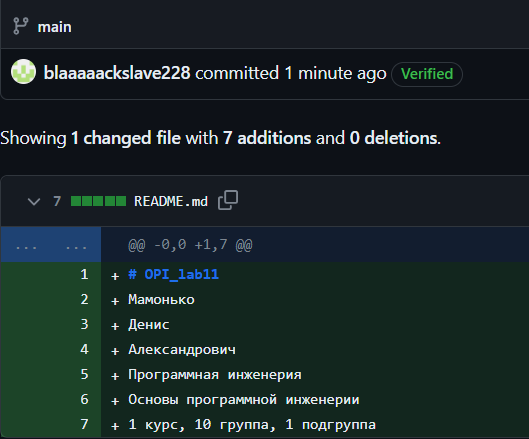 main
blaaaaackslave228 committed 1 minute ago Verified
Showing 1 changed file with 7 additions and 0 deletions.
7 README.md
... ... @@ -0,0 +1,7 @@
1 + # OPI_lab11
2 + Мамонько
3 + Денис
4 + Александрович
5 + Программная инженерия
6 + Основы программной инженерии
7 + 1 курс, 10 группа, 1 подгруппа